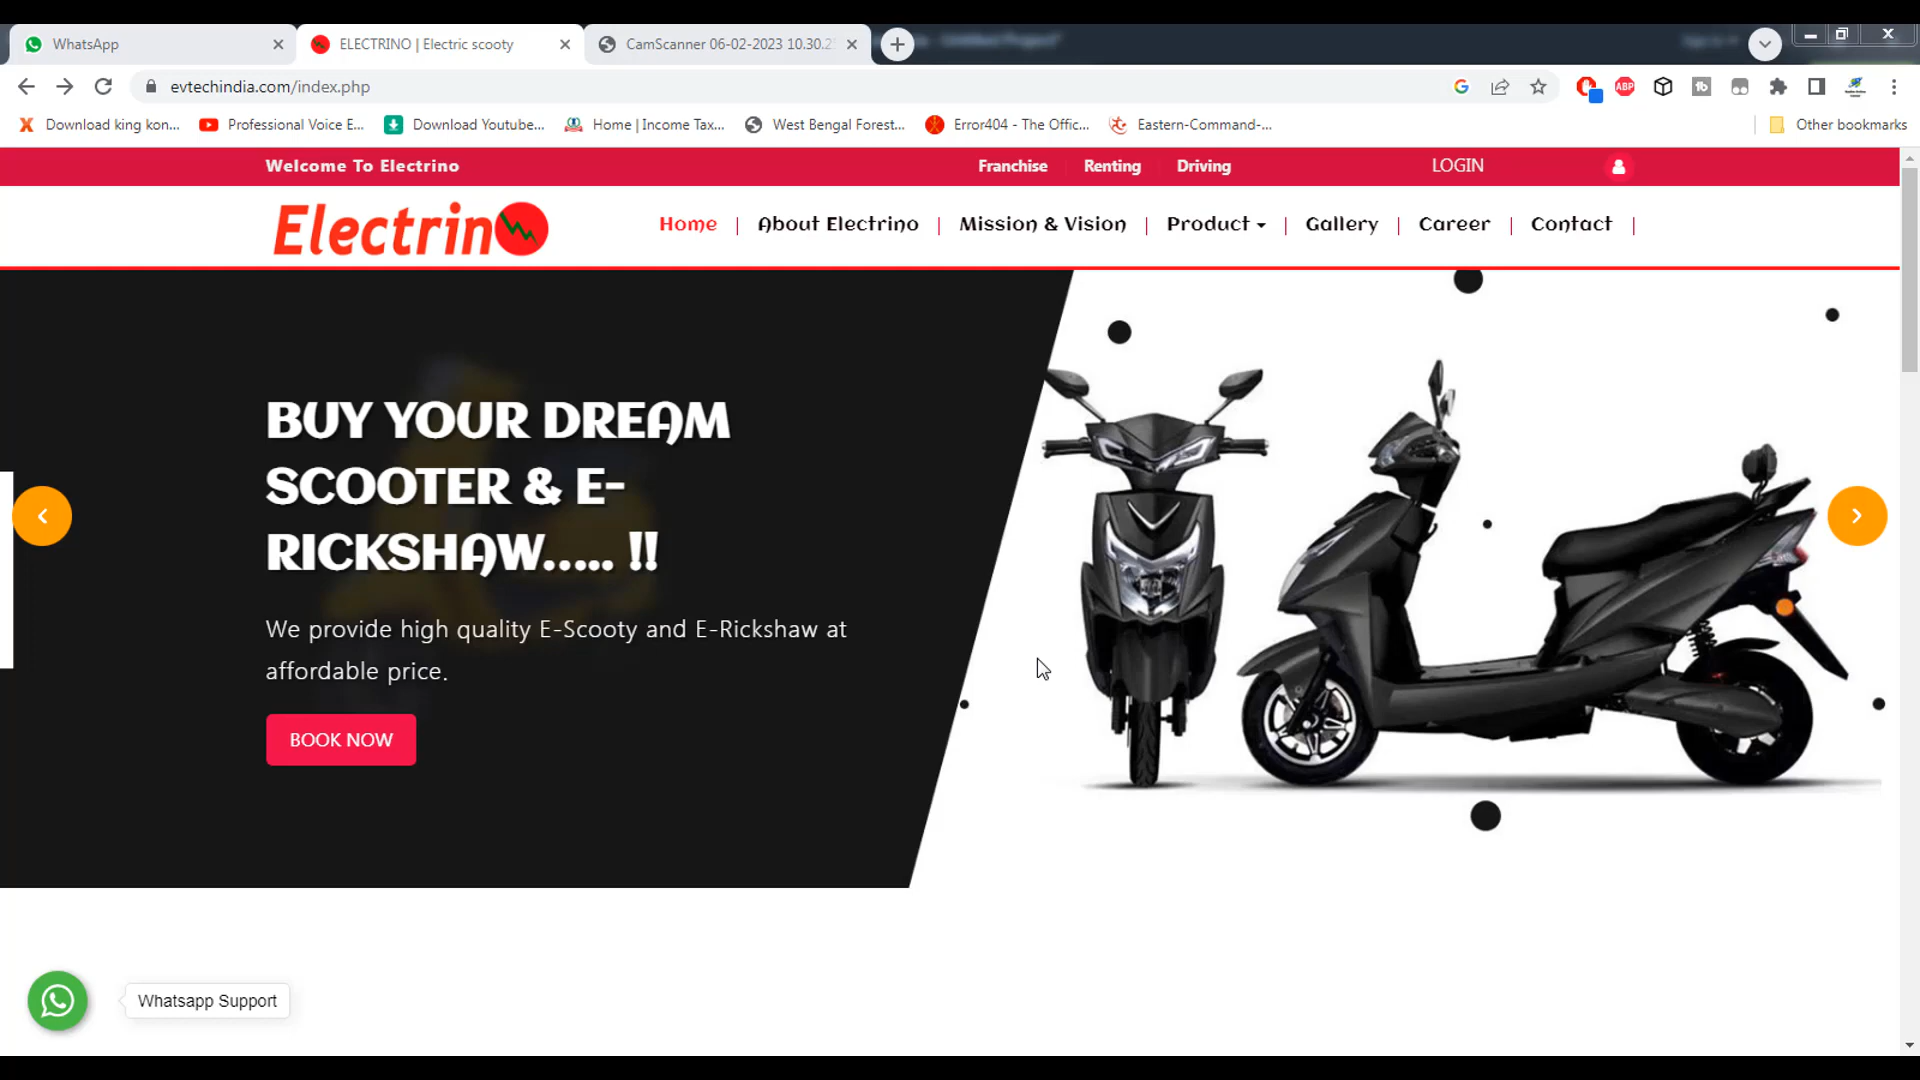 WhatsApp
ELECTRINO | Electric scooty
CamScanner 06-02-2023 10.30.2
evtechindia.com/index.php
Download king kon...
Professional Voice E...
Download Youtube...
Home | Income Tax...
West Bengal Forest...
Error404 - The Offic...
Eastern-Command-...
Other bookmarks
Welcome To Electrino
Franchise
Renting
Driving
LOGIN
Electrino
Home
About Electrino
Mission & Vision
Product
Gallery
Career
Contact
BUY YOUR DREAM
SCOOTER & E-
RICKSHAW..... !!
We provide high quality E-Scooty and E-Rickshaw at
affordable price.
BOOK NOW
Whatsapp Support
ABP